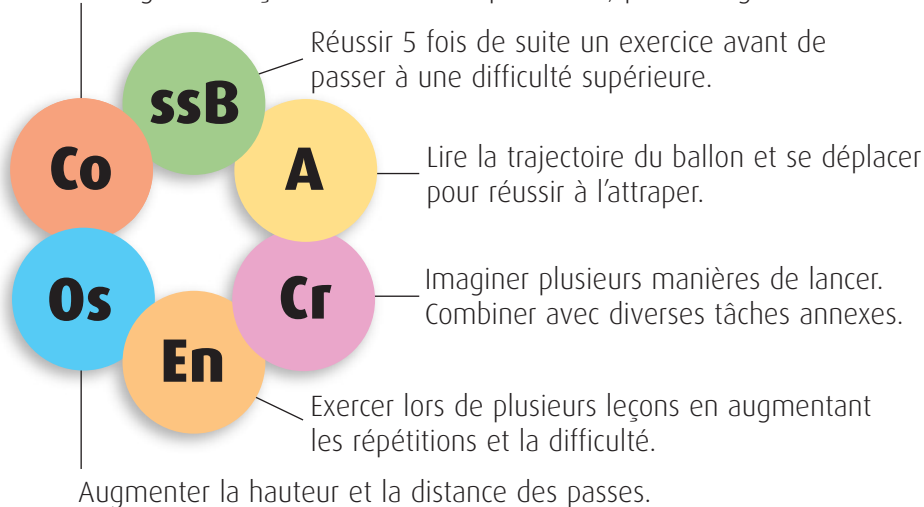 Réussir 5 fois de suite un exercice avant de
passer à une difficulté supérieure.
ssB
Co
A
Lire la trajectoire du ballon et se déplacer
pour réussir à l’attraper.
Os
Cr
Imaginer plusieurs manières de lancer.
Combiner avec diverses tâches annexes.
En
Exercer lors de plusieurs leçons en augmentant
les répétitions et la difficulté.
Augmenter la hauteur et la distance des passes.